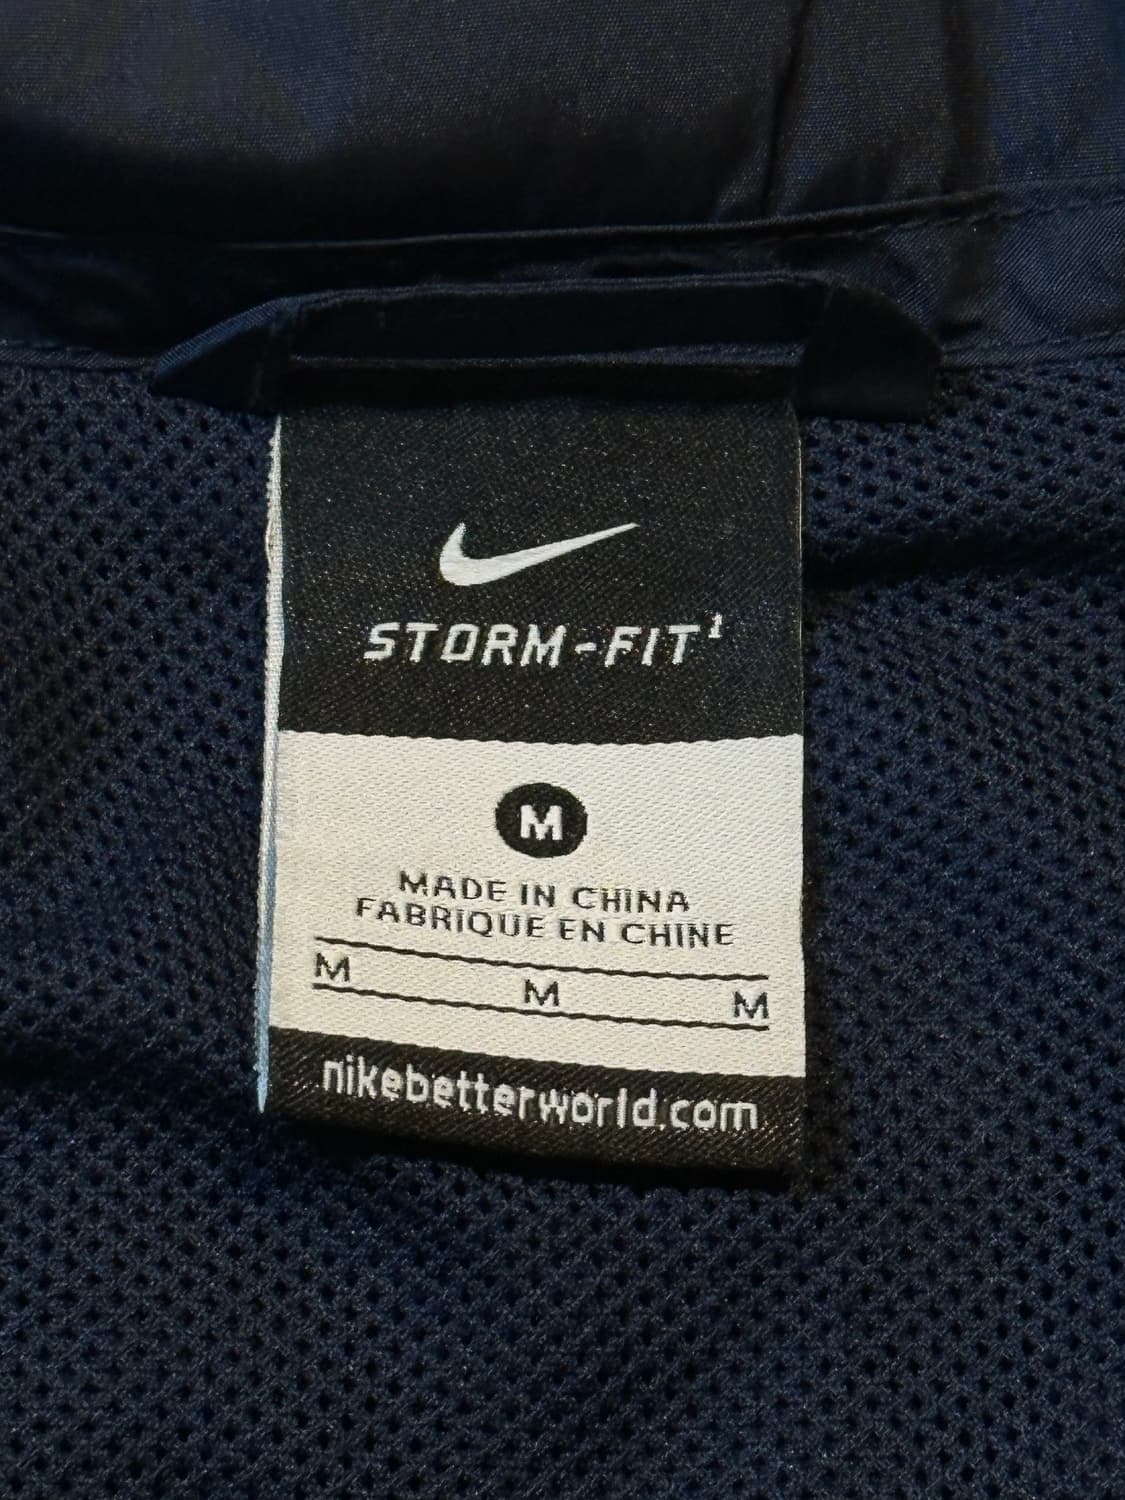 STORM-FIT¹
M
MADE IN CHINA
FABRIQUE EN CHINE
M M M
nikebetterworld.com